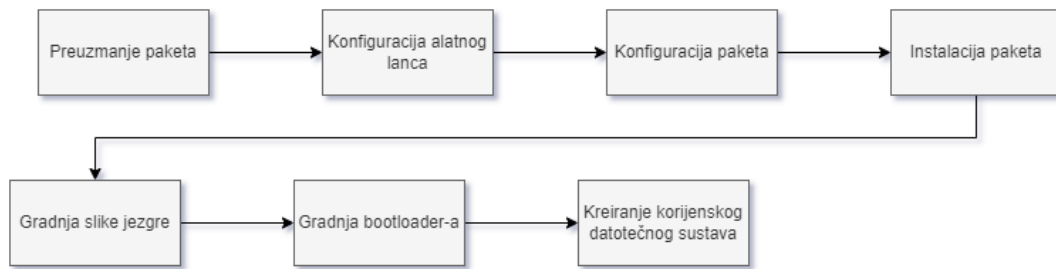 Preuzmanje paketa
Konfiguracija alatnog
lanca
Konfiguracija paketa
Instalacija paketa
Gradnja slike jezgre
Gradnja bootloader-a
Kreiranje korijenskog
datotečnog sustava